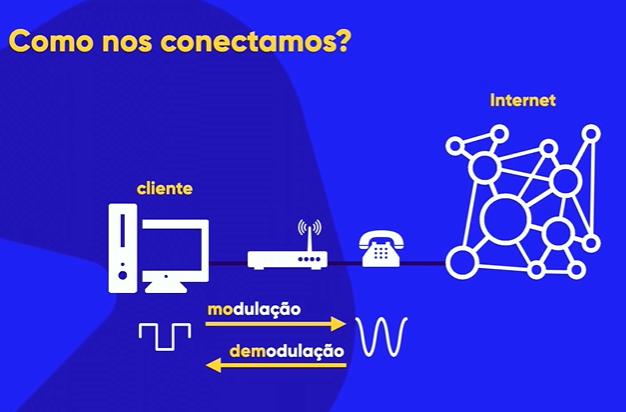 Como nos conectamos?
Internet
cliente
modulação
demodulação